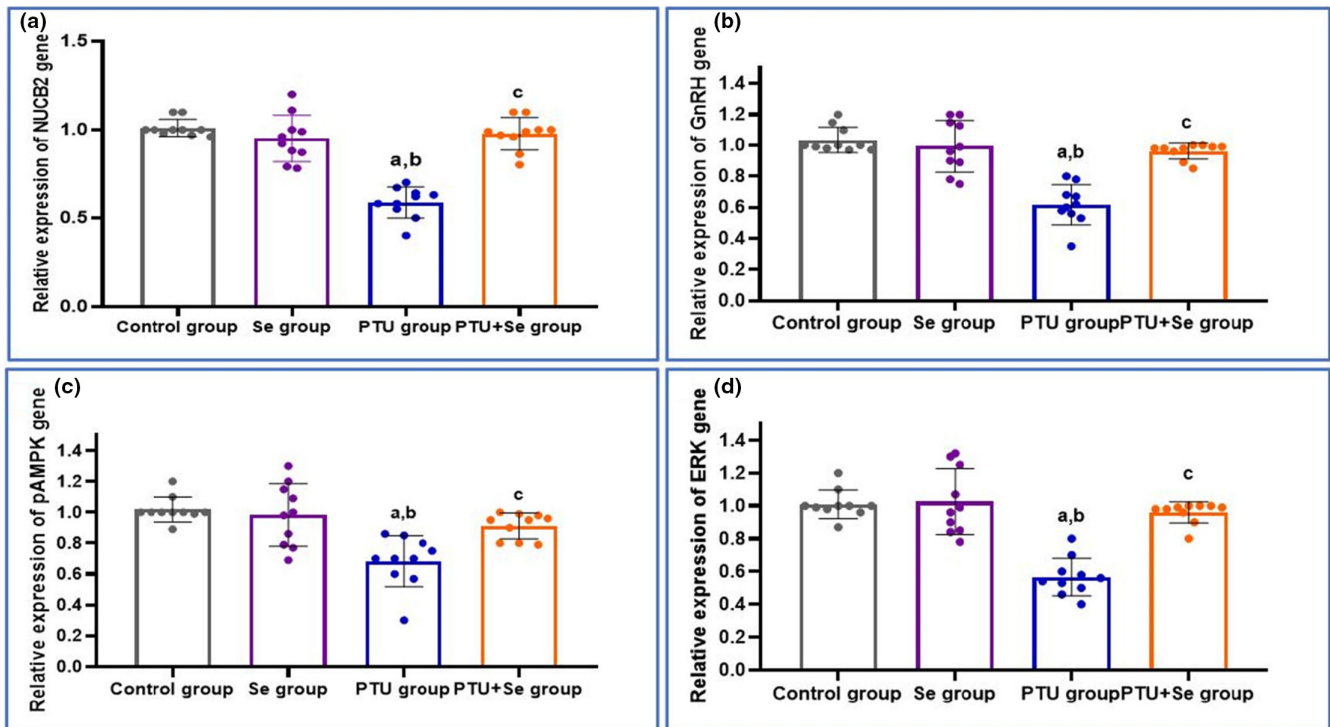 (a)
Relative expression of NUCB2 gene
1.5
1.0
0.5
0.0
a,b
c
Control group Se group PTU group PTU+Se group
(b)
Relative expression of GnRH gene
1.4
1.2
1.0
0.8
0.6
0.4
0.2
0.0
a,b
c
Control group Se group PTU group PTU+Se group
(c)
Relative expression of pAMPK gene
1.4
1.2
1.0
0.8
0.6
0.4
0.2
0.0
a,b
c
Control group Se group PTU group PTU+Se group
(d)
Relative expression of ERK gene
1.4
1.2
1.0
0.8
0.6
0.4
0.2
0.0
a,b
c
Control group Se group PTU group PTU+Se group